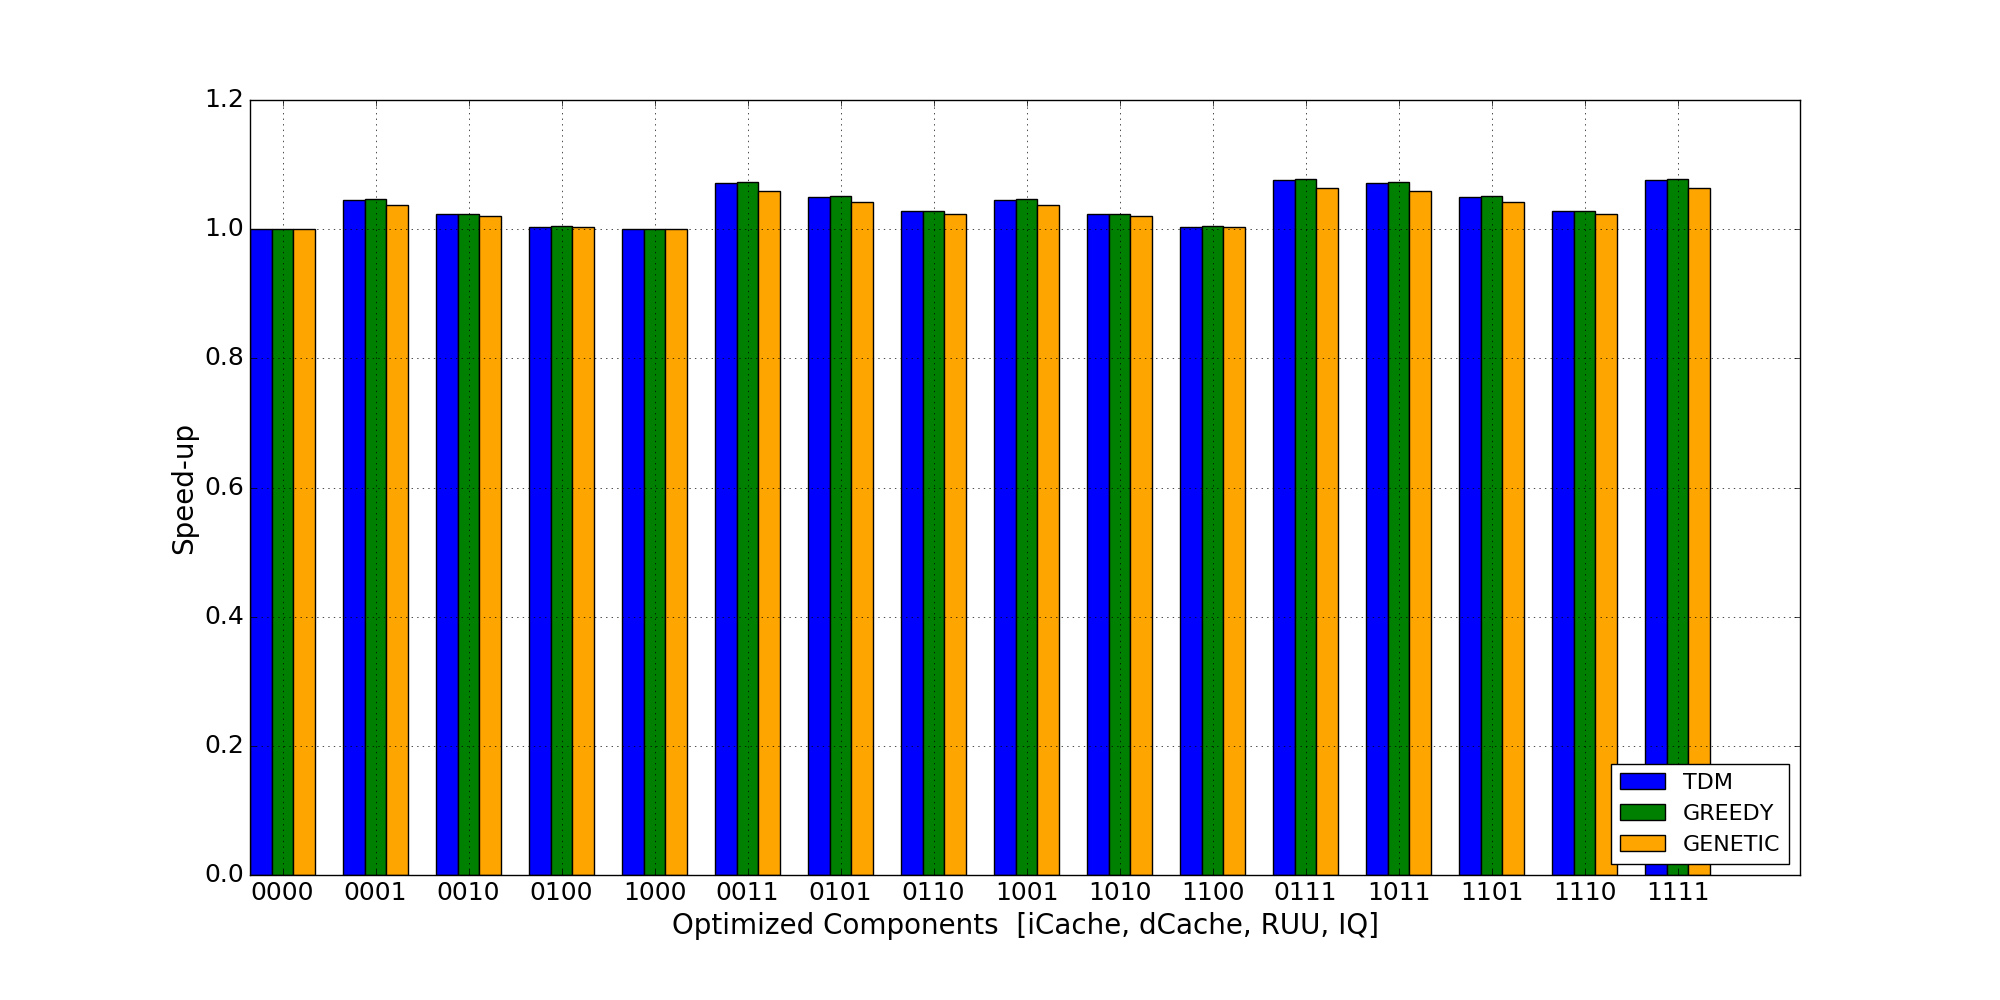 1.2
1.0
0.8
0.6
0.4
0.2
0.0
Speed-up
TDM
GREEDY
GENETIC
0000 0001 0010 0100 1000 0011 0101 0110 1001 1010 1100 0111 1011 1101 1110 1111
Optimized Components [iCache, dCache, RUU, IQ]